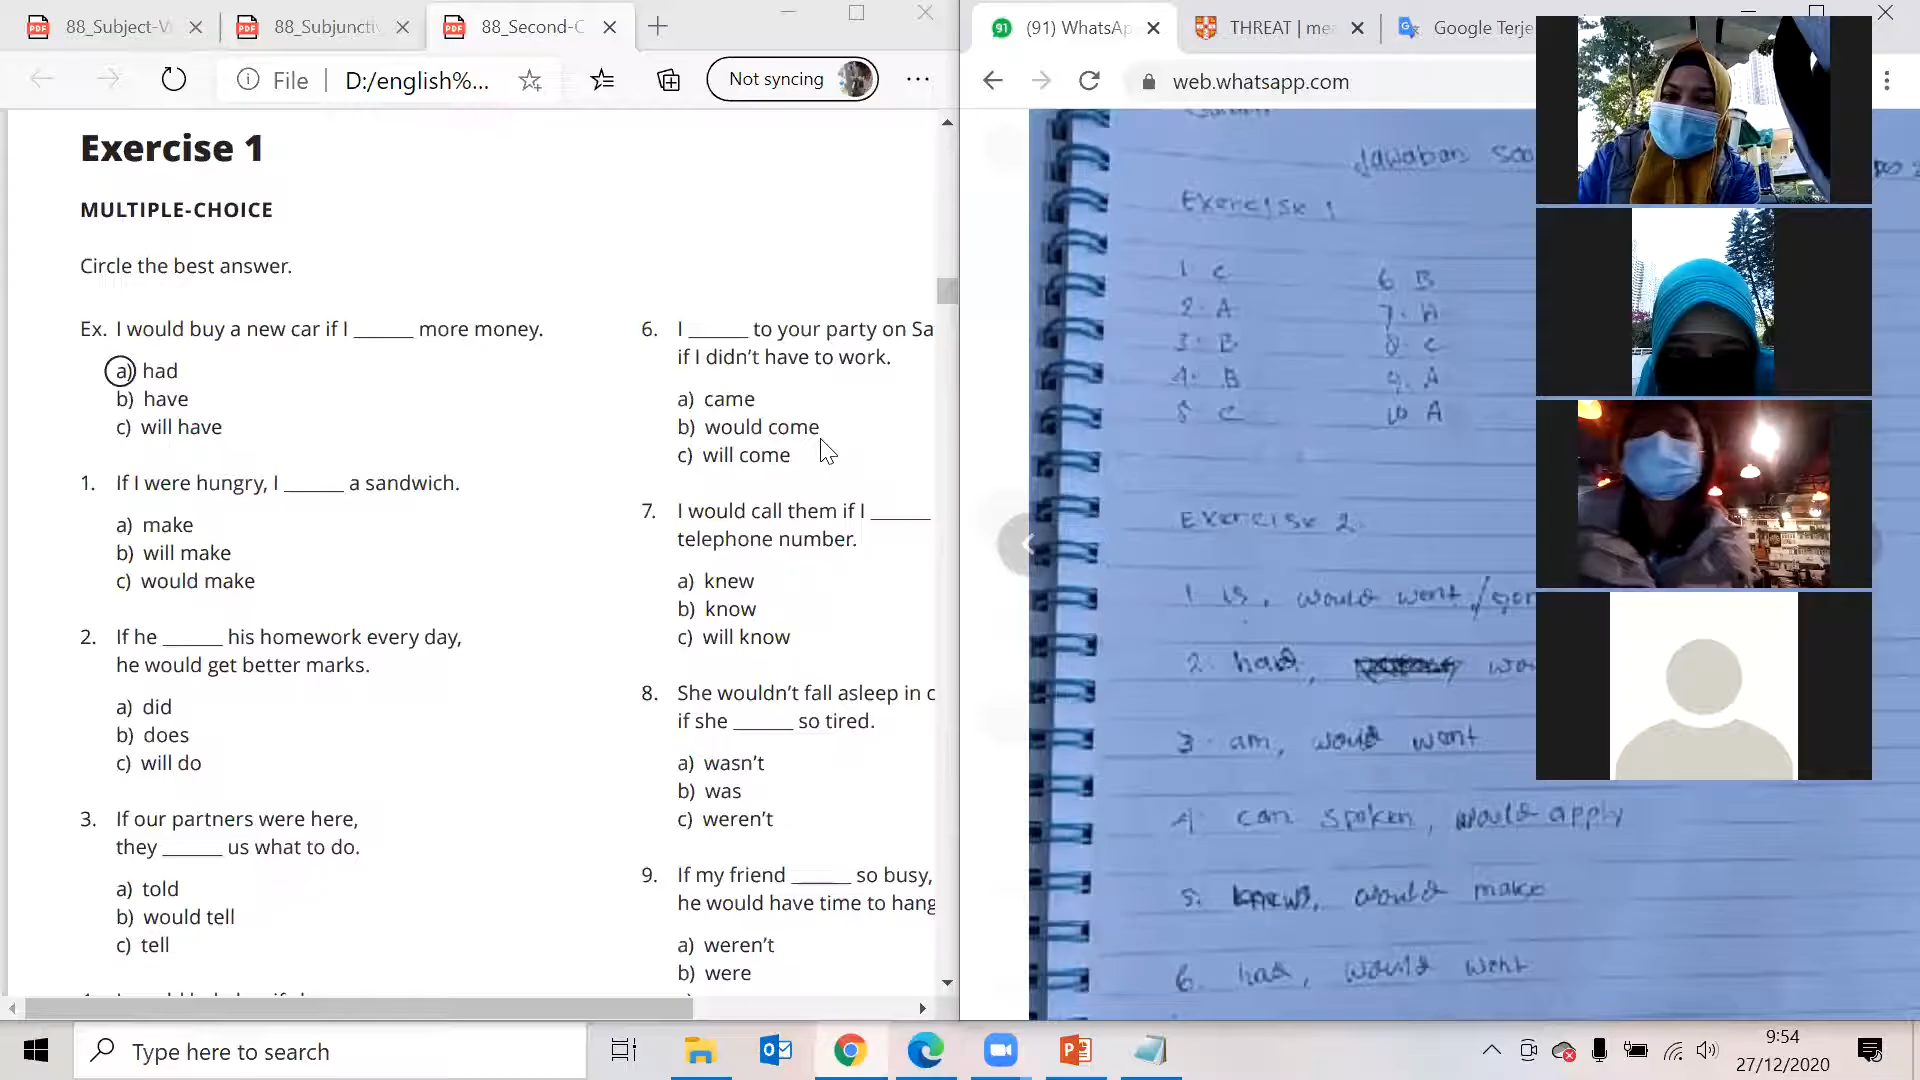 88_Subject-V
88_Subjuncti
88_Second-C
File
D:/english%...
Not syncing
Exercise 1
MULTIPLE-CHOICE
Circle the best answer.
Ex. I would buy a new car if I ______ more money.
a) had
b) have
c) will have
1. If I were hungry, I ______ a sandwich.
a) make
b) will make
c) would make
2. If he ______ his homework every day,
he would get better marks.
a) did
b) does
c) will do
3. If our partners were here,
they ______ us what to do.
a) told
b) would tell
c) tell
6. I ______ to your party on Sa
if I didn’t have to work.
a) came
b) would come
c) will come
7. I would call them if I ______
telephone number.
a) knew
b) know
c) will know
8. She wouldn’t fall asleep in c
if she ______ so tired.
a) wasn’t
b) was
c) weren’t
9. If my friend ______ so busy,
he would have time to hang
a) weren’t
b) were
91
(91) WhatsAp
THREAT | me
Google Terje
web.whatsapp.com
Jawaban Soa
Exercise 1
1 C
2. A
3. B
4. B
5 C
6 B
7. A
8. C
9. A
10 A
Exercise 2.
1 is, would went /
2. had, wou
3. am, would went
4. can spoken, would apply
5. would make
6. had, would went
Type here to search
9:54
27/12/2020